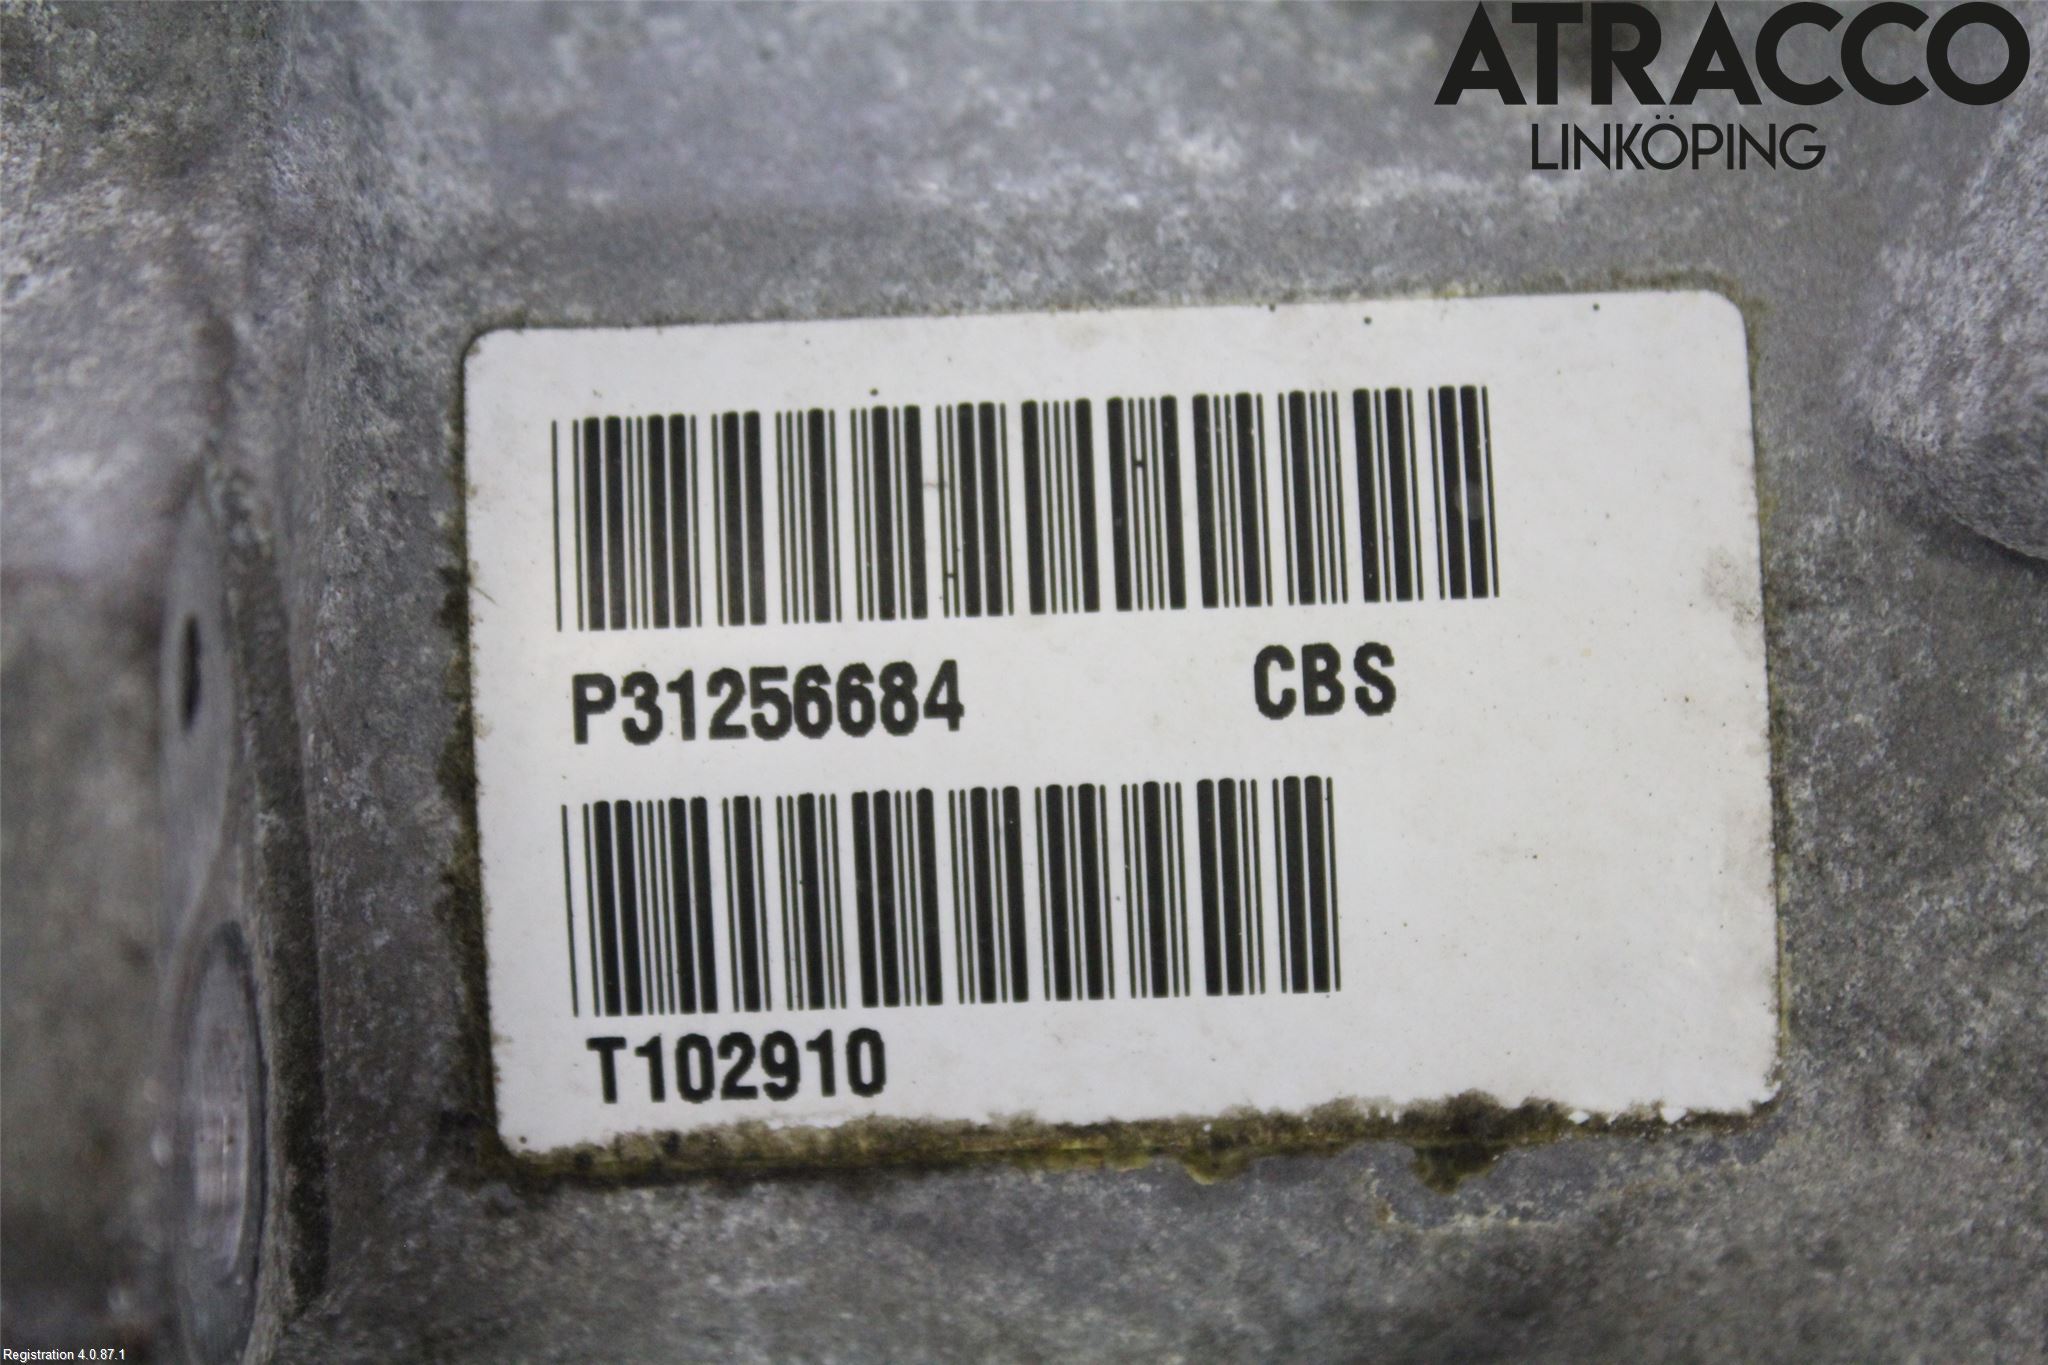 ATRACCO
LINKÖPING
P31256684 CBS
T102910
Registration 4.0.87.1